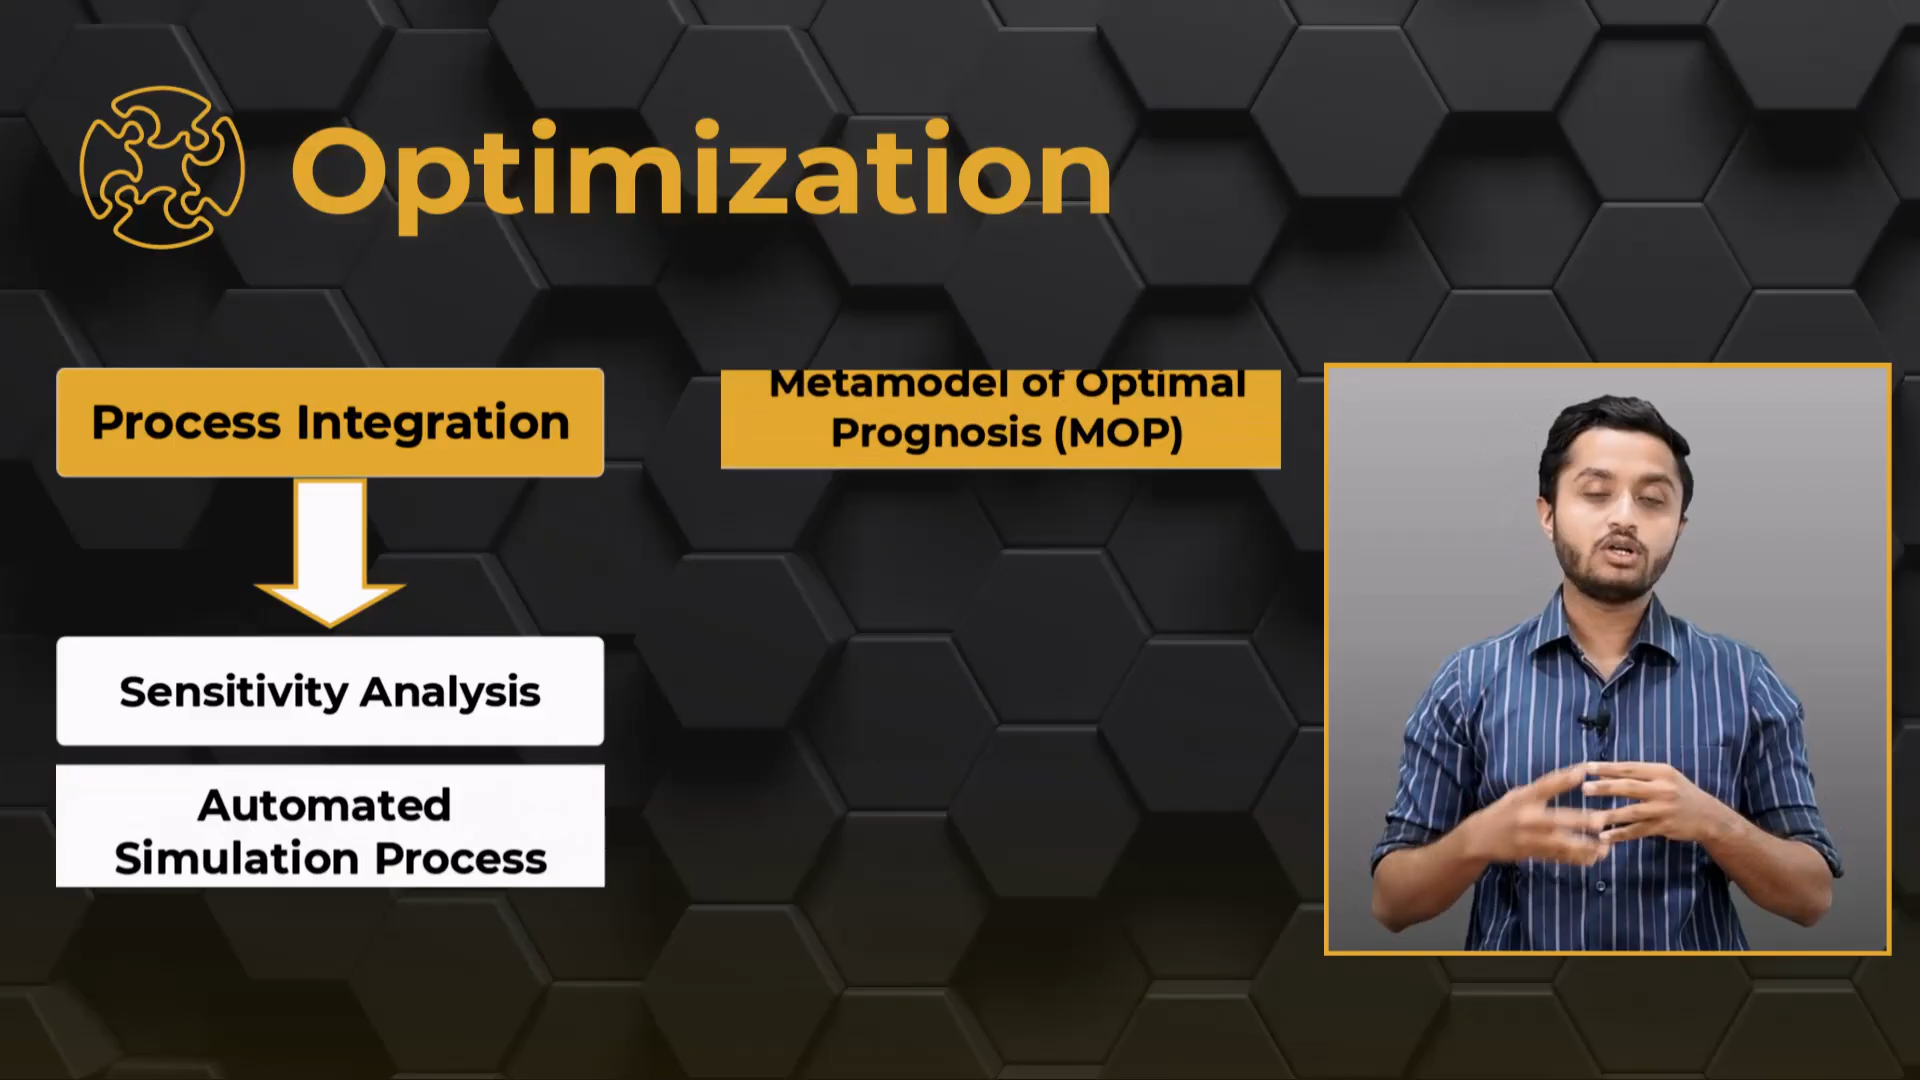 Optimization
Process Integration
Sensitivity Analysis
Automated
Simulation Process
Metamodel of Optimal
Prognosis (MOP)